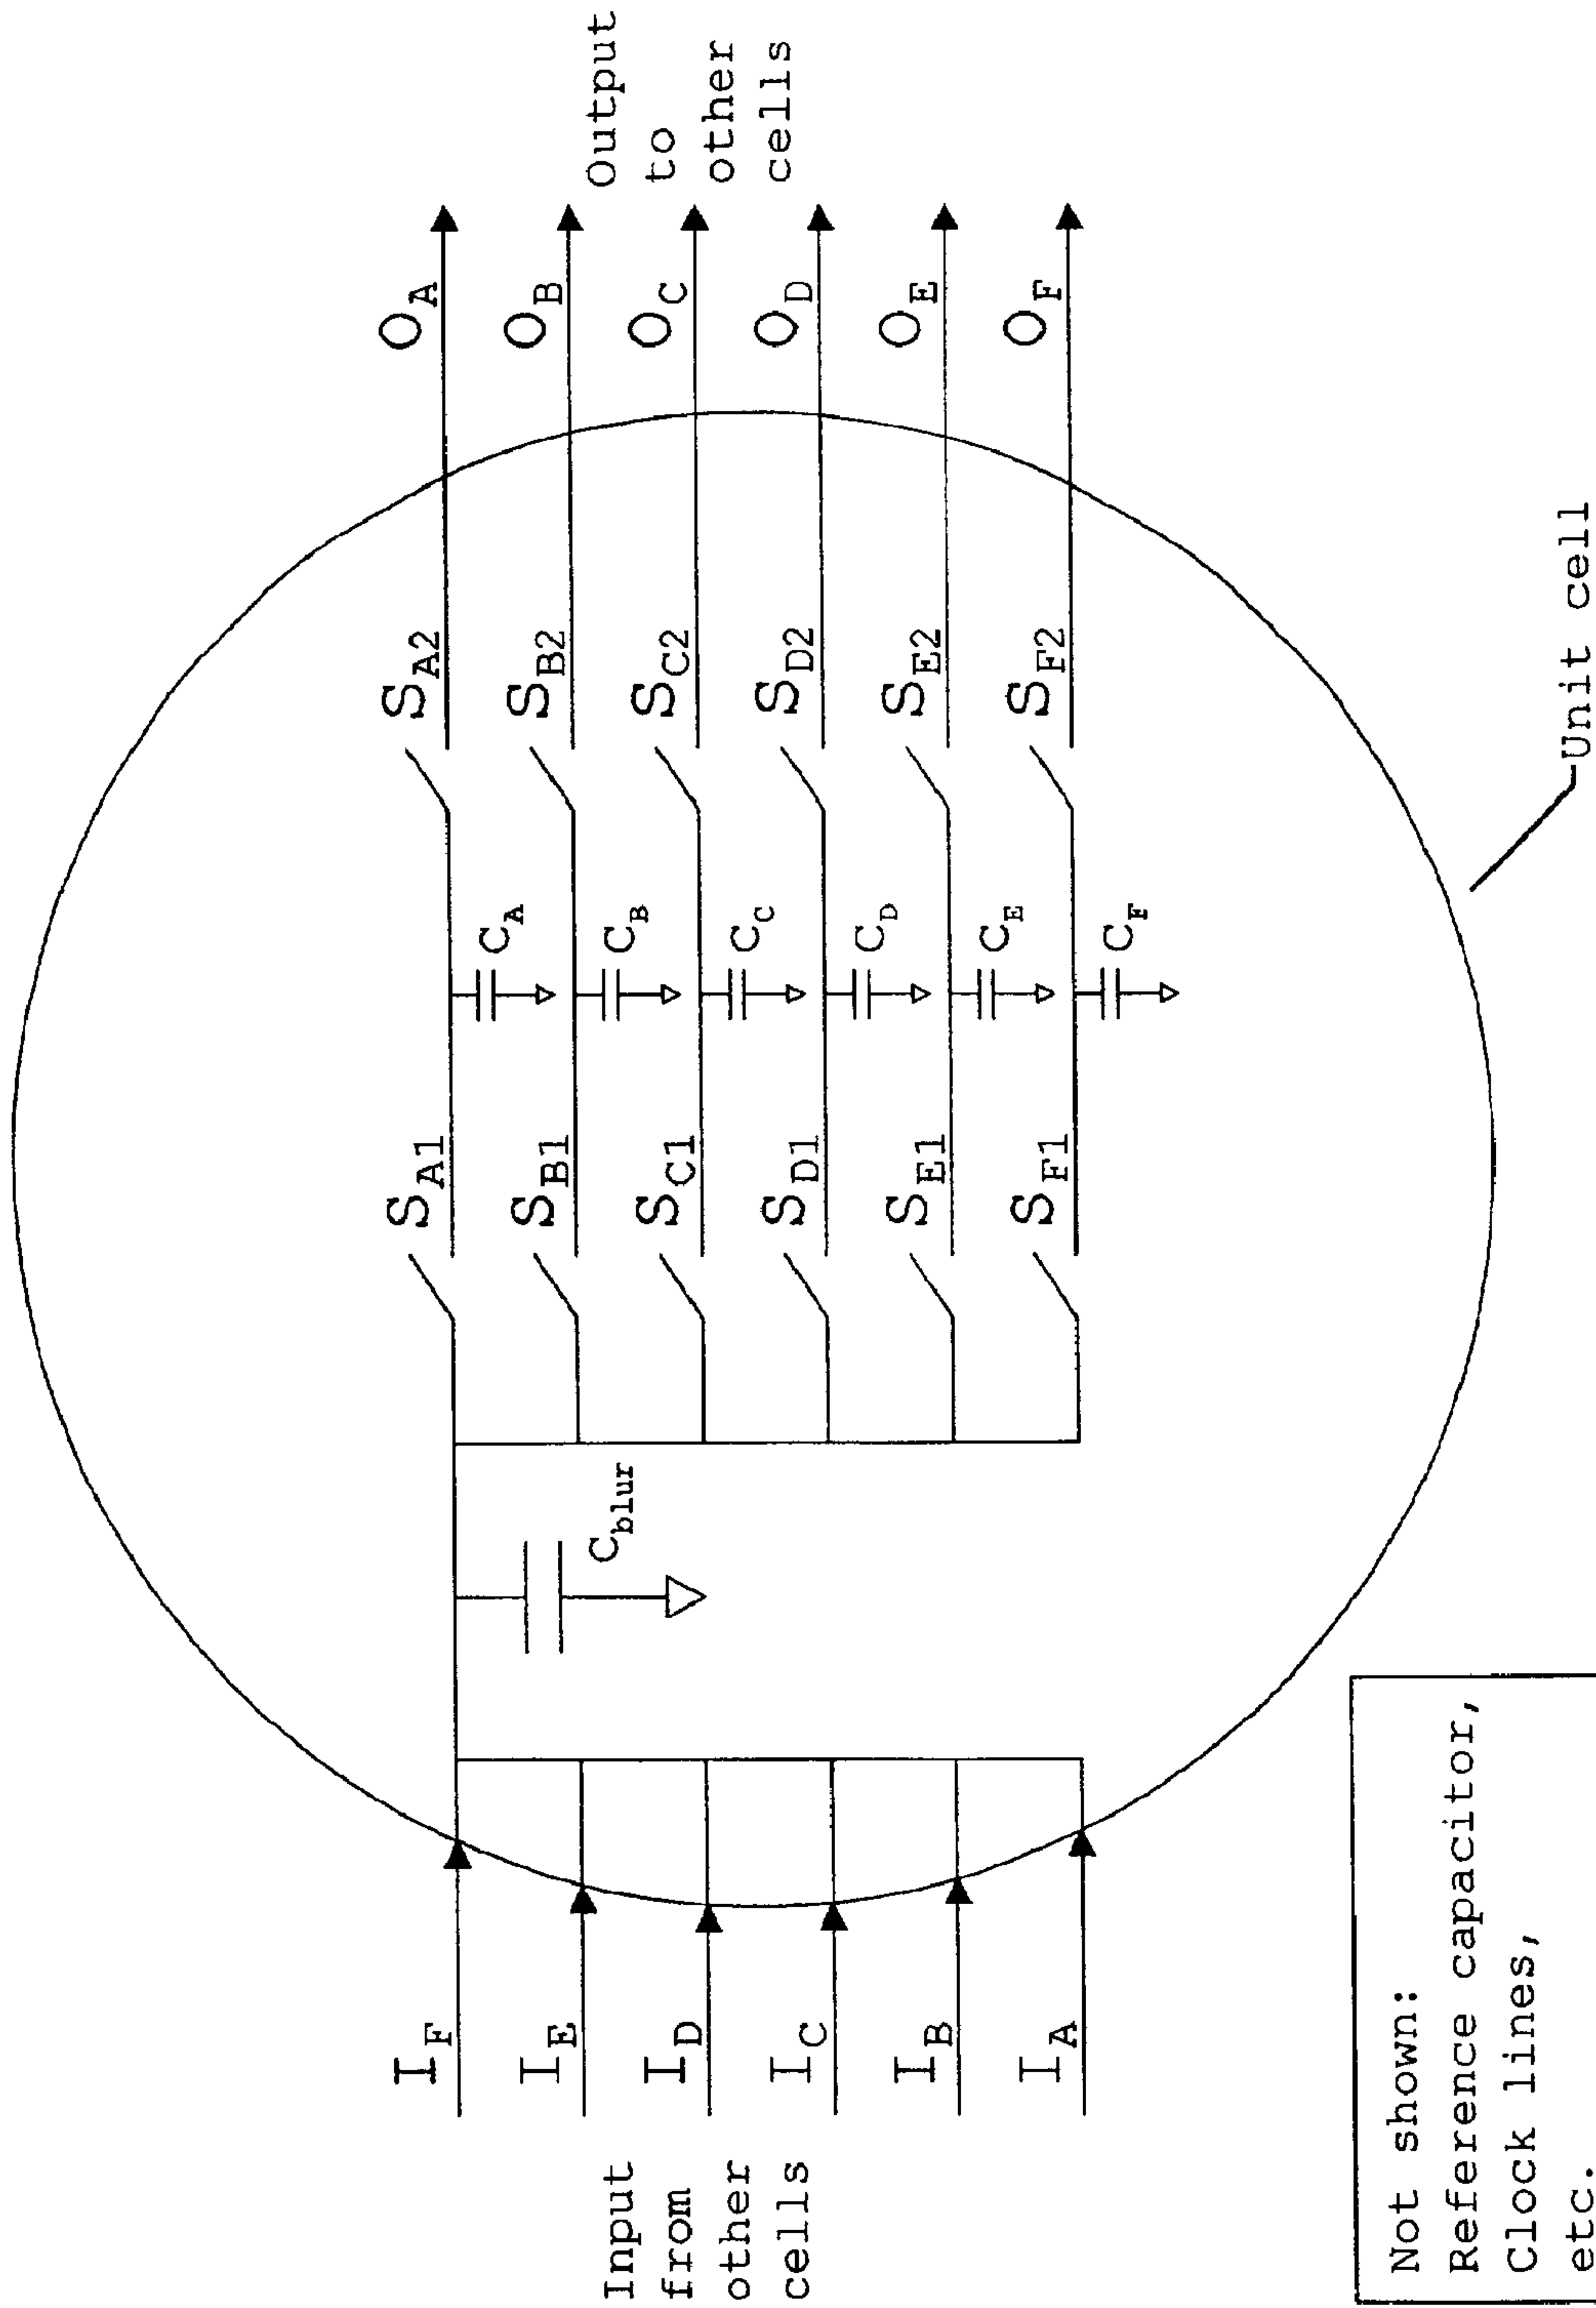 Input
from
other
cells
I_F
I_E
I_D
I_C
I_B
I_A
C_blur
S_A1
S_B1
S_C1
S_D1
S_E1
S_F1
C_A
C_B
C_C
C_D
C_E
C_F
S_A2
S_B2
S_C2
S_D2
S_E2
S_F2
O_A
O_B
O_C
O_D
O_E
O_F
Output
to
other
cells
Unit cell
Not shown:
Reference capacitor,
Clock lines,
etc.